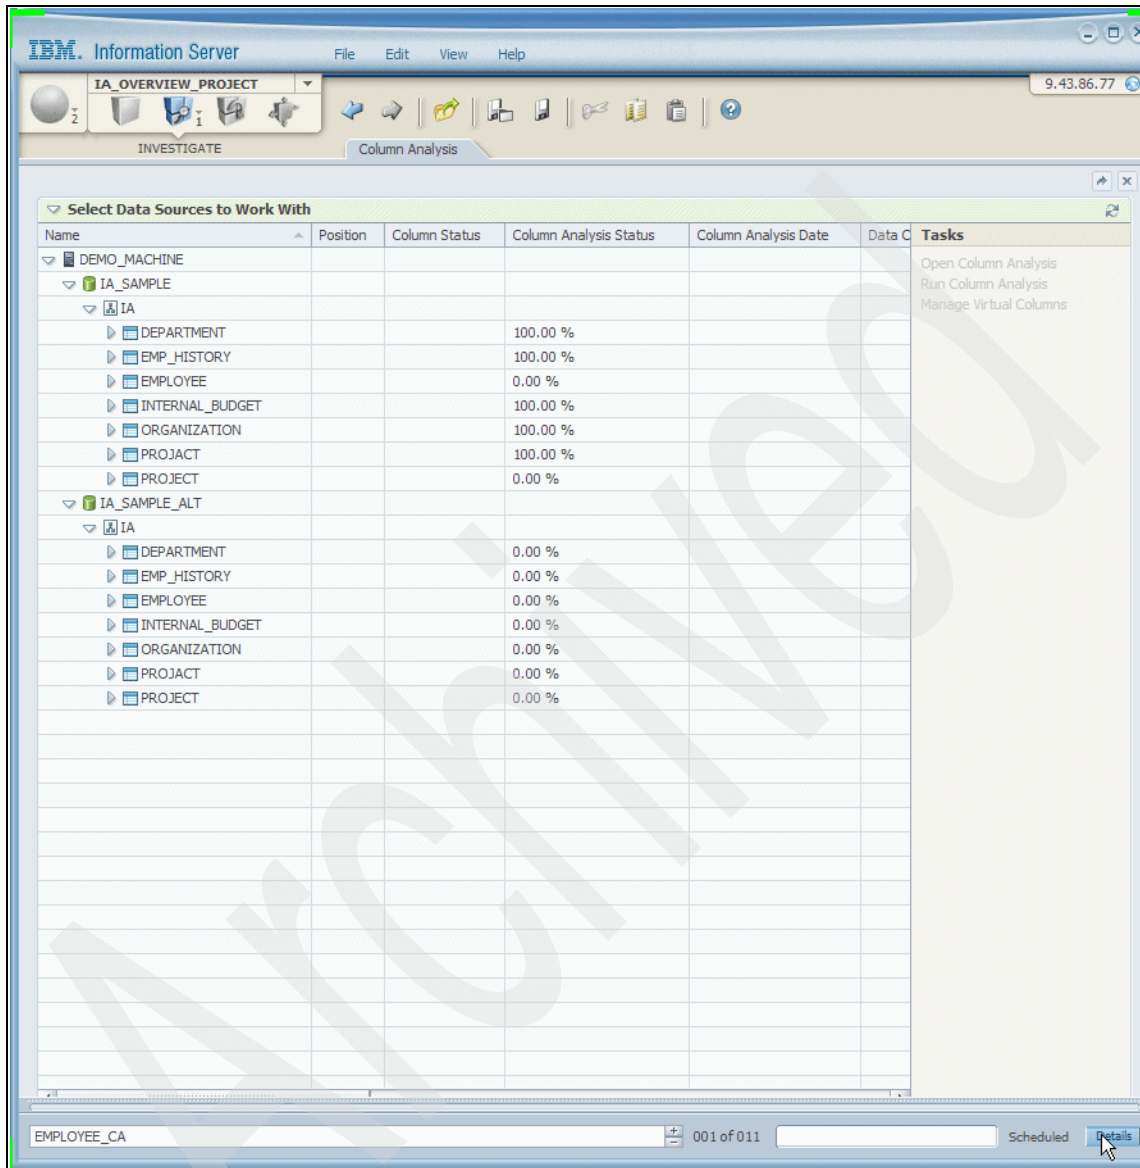 IBM. Information Server File Edit View Help
IA_OVERVIEW_PROJECT 9.43.86.77
2 1
INVESTIGATE Column Analysis
Select Data Sources to Work With
Name Position Column Status Column Analysis Status Column Analysis Date Data C Tasks
DEMO_MACHINE Open Column Analysis
IA_SAMPLE Run Column Analysis
IA Manage Virtual Columns
DEPARTMENT 100.00 %
EMP_HISTORY 100.00 %
EMPLOYEE 0.00 %
INTERNAL_BUDGET 100.00 %
ORGANIZATION 100.00 %
PROJACT 100.00 %
PROJECT 0.00 %
IA_SAMPLE_ALT
IA
DEPARTMENT 0.00 %
EMP_HISTORY 0.00 %
EMPLOYEE 0.00 %
INTERNAL_BUDGET 0.00 %
ORGANIZATION 0.00 %
PROJACT 0.00 %
PROJECT 0.00 %
Archived
EMPLOYEE_CA 001 of 011 Scheduled Details